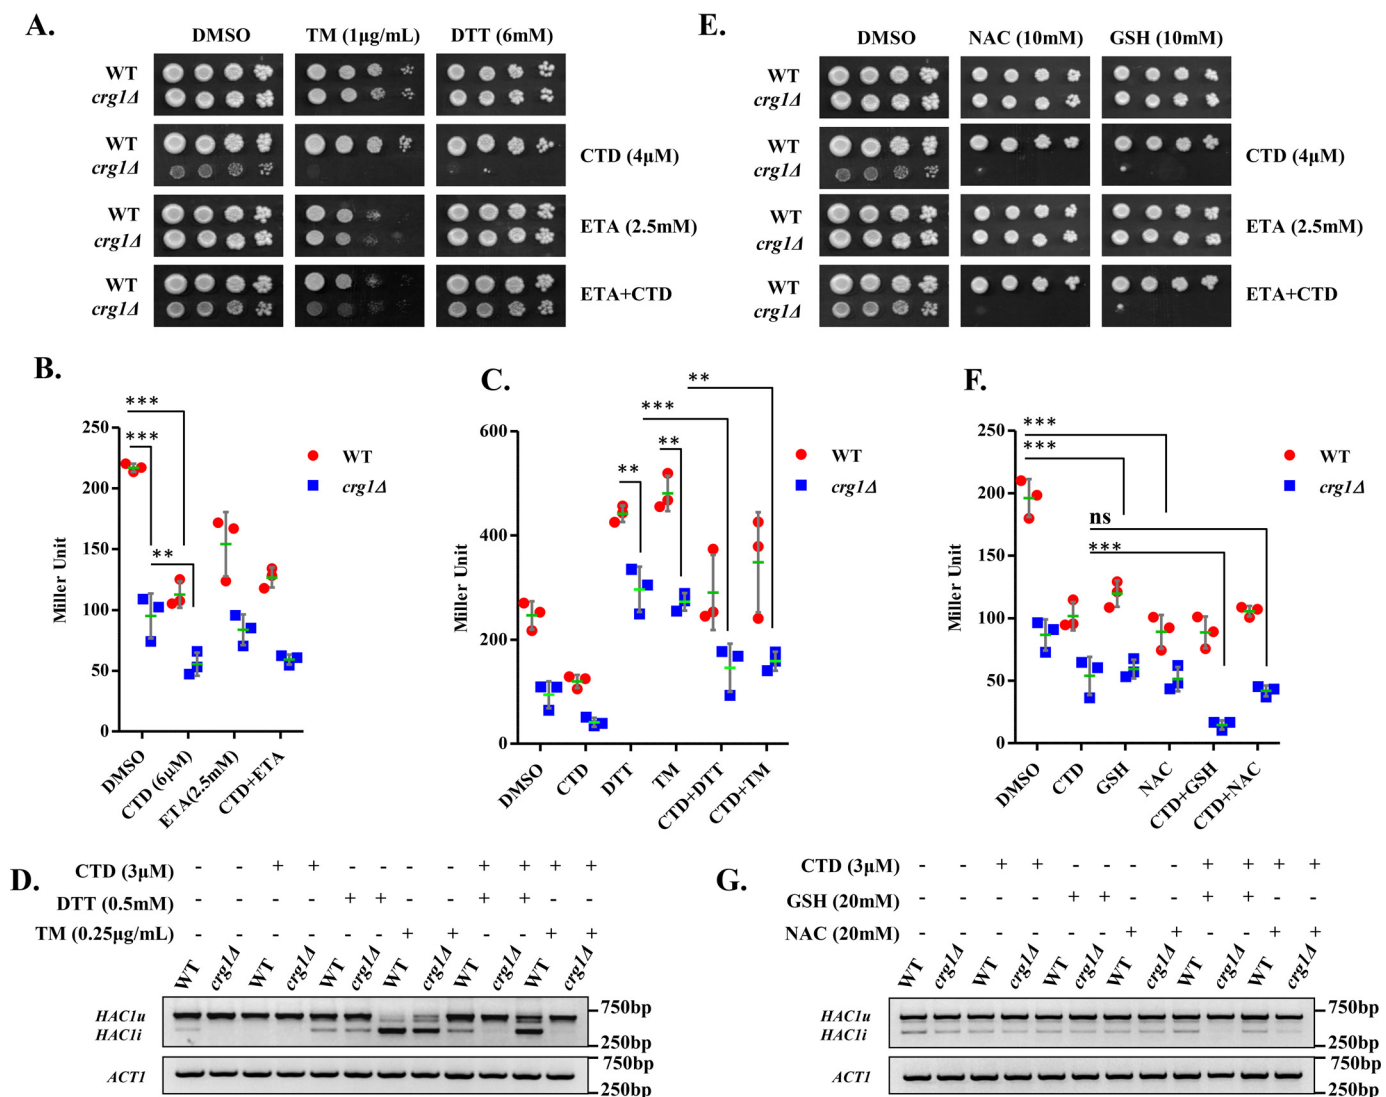 A.
DMSO TM (1μg/mL) DTT (6mM)
WT
crg1Δ
WT
crg1Δ
CTD (4μM)
WT
crg1Δ
ETA (2.5mM)
WT
crg1Δ
ETA+CTD
E.
DMSO NAC (10mM) GSH (10mM)
WT
crg1Δ
WT
crg1Δ
CTD (4μM)
WT
crg1Δ
ETA (2.5mM)
WT
crg1Δ
ETA+CTD
B.
Miller Unit
250
200
150
100
50
0
***
***
**
WT
crg1Δ
DMSO
CTD (6μM)
ETA(2.5mM)
CTD+ETA
C.
Miller Unit
600
400
200
0
**
***
**
**
WT
crg1Δ
DMSO
CTD
DTT
TM
CTD+DTT
CTD+TM
F.
Miller Unit
250
200
150
100
50
0
***
***
ns
***
WT
crg1Δ
DMSO
CTD
GSH
NAC
CTD+GSH
CTD+NAC
D.
CTD (3μM) - - + + - - - - + + + +
DTT (0.5mM) - - - - + + - - + + - -
TM (0.25μg/mL) - - - - - - + + - - + +
WT crg1Δ WT crg1Δ WT crg1Δ WT crg1Δ WT crg1Δ WT crg1Δ
HAC1u
HAC1i
750bp
250bp
ACT1
750bp
250bp
G.
CTD (3μM) - - + + - - - - + + + +
GSH (20mM) - - - - + + - - + + - -
NAC (20mM) - - - - - - + + - - + +
WT crg1Δ WT crg1Δ WT crg1Δ WT crg1Δ WT crg1Δ WT crg1Δ
HAC1u
HAC1i
750bp
250bp
ACT1
750bp
250bp